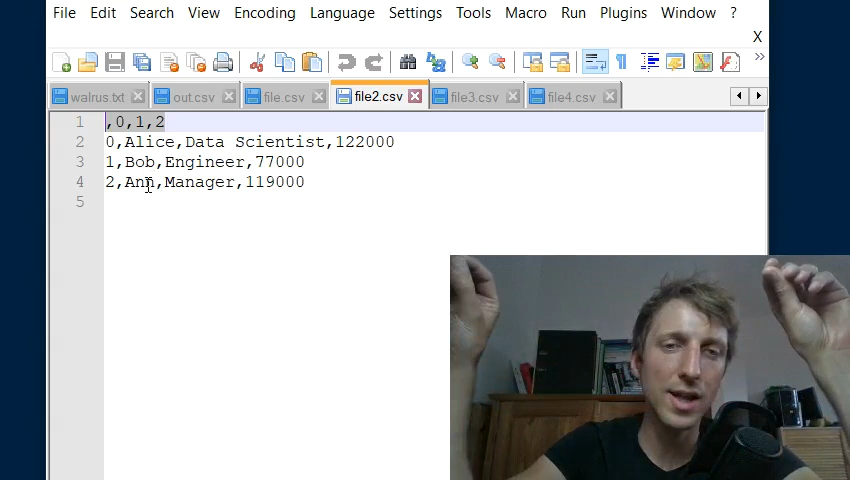 File Edit Search View Encoding Language Settings Tools Macro Run Plugins Window ?
X
walrus.txt out.csv file.csv file2.csv file3.csv file4.csv
1 ,0,1,2
2 0,Alice,Data Scientist,122000
3 1,Bob,Engineer,77000
4 2,Ann,Manager,119000
5